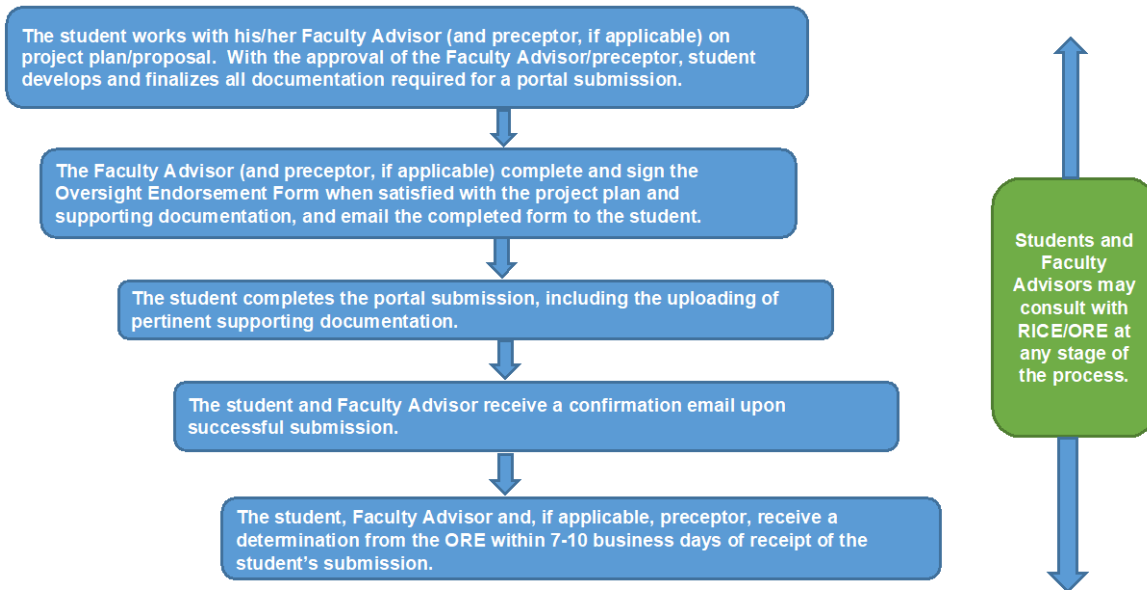 The student works with his/her Faculty Advisor (and preceptor, if applicable) on
project plan/proposal.  With the approval of the Faculty Advisor/preceptor, student
develops and finalizes all documentation required for a portal submission.
The Faculty Advisor (and preceptor, if applicable) complete and sign the
Oversight Endorsement Form when satisfied with the project plan and
supporting documentation, and email the completed form to the student.
The student completes the portal submission, including the uploading of
pertinent supporting documentation.
The student and Faculty Advisor receive a confirmation email upon
successful submission.
The student, Faculty Advisor and, if applicable, preceptor, receive a
determination from the ORE within 7-10 business days of receipt of the
student’s submission.
Students and
Faculty
Advisors may
consult with
RICE/ORE at
any stage of
the process.